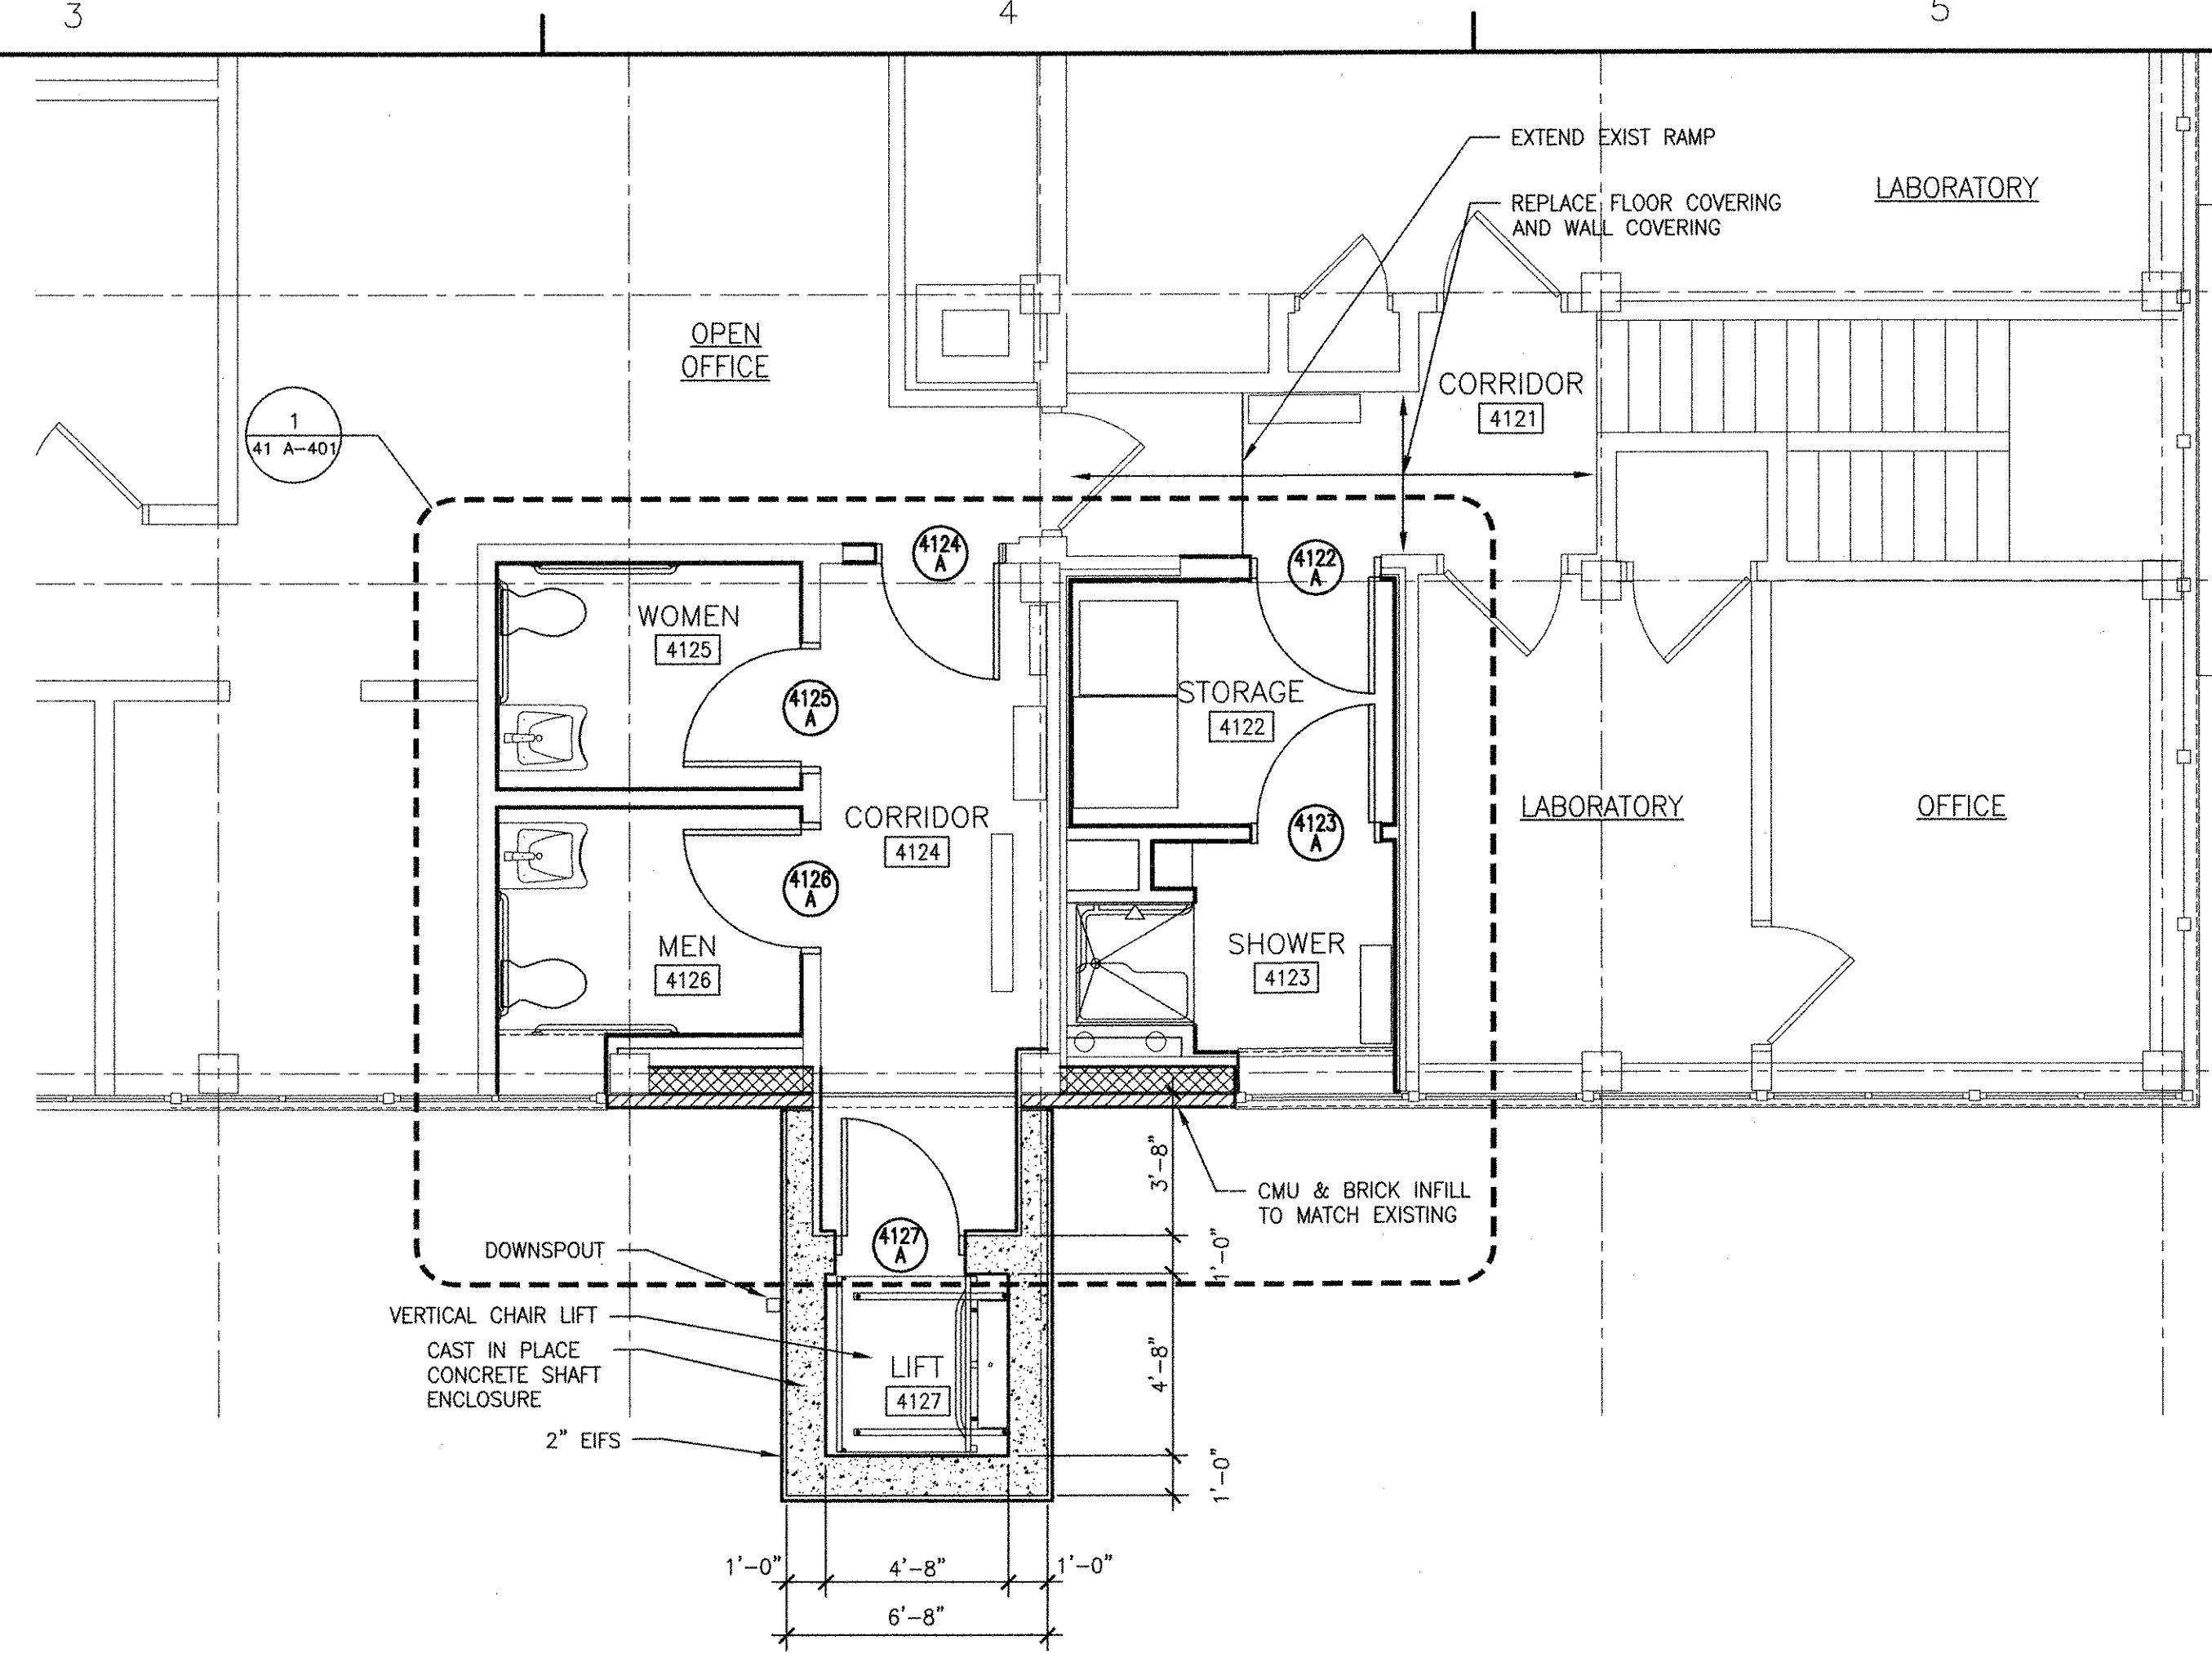 3
4
5
EXTEND EXIST RAMP
REPLACE FLOOR COVERING
AND WALL COVERING
LABORATORY
OPEN
OFFICE
CORRIDOR
4121
1
41 A-401
4124
A
4122
A
WOMEN
4125
4125
A
STORAGE
4122
CORRIDOR
4124
4123
A
LABORATORY
OFFICE
4126
A
MEN
4126
SHOWER
4123
3'-8"
CMU & BRICK INFILL
TO MATCH EXISTING
4127
A
DOWNSPOUT
1'-0"
VERTICAL CHAIR LIFT
CAST IN PLACE
CONCRETE SHAFT
ENCLOSURE
LIFT
4127
4'-8"
2" EIFS
1'-0"
1'-0"
4'-8"
1'-0"
6'-8"